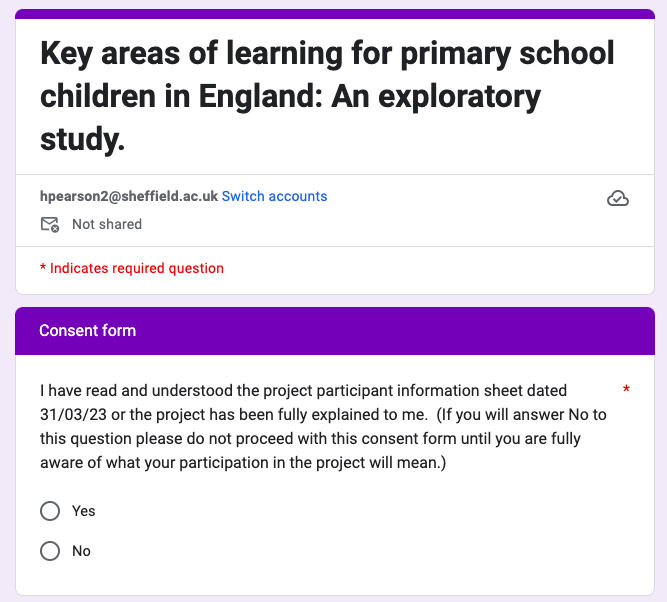 Key areas of learning for primary school
children in England: An exploratory
study.
hpearson2@sheffield.ac.uk Switch accounts
Not shared
* Indicates required question
Consent form
I have read and understood the project participant information sheet dated *
31/03/23 or the project has been fully explained to me.  (If you will answer No to
this question please do not proceed with this consent form until you are fully
aware of what your participation in the project will mean.)
Yes
No